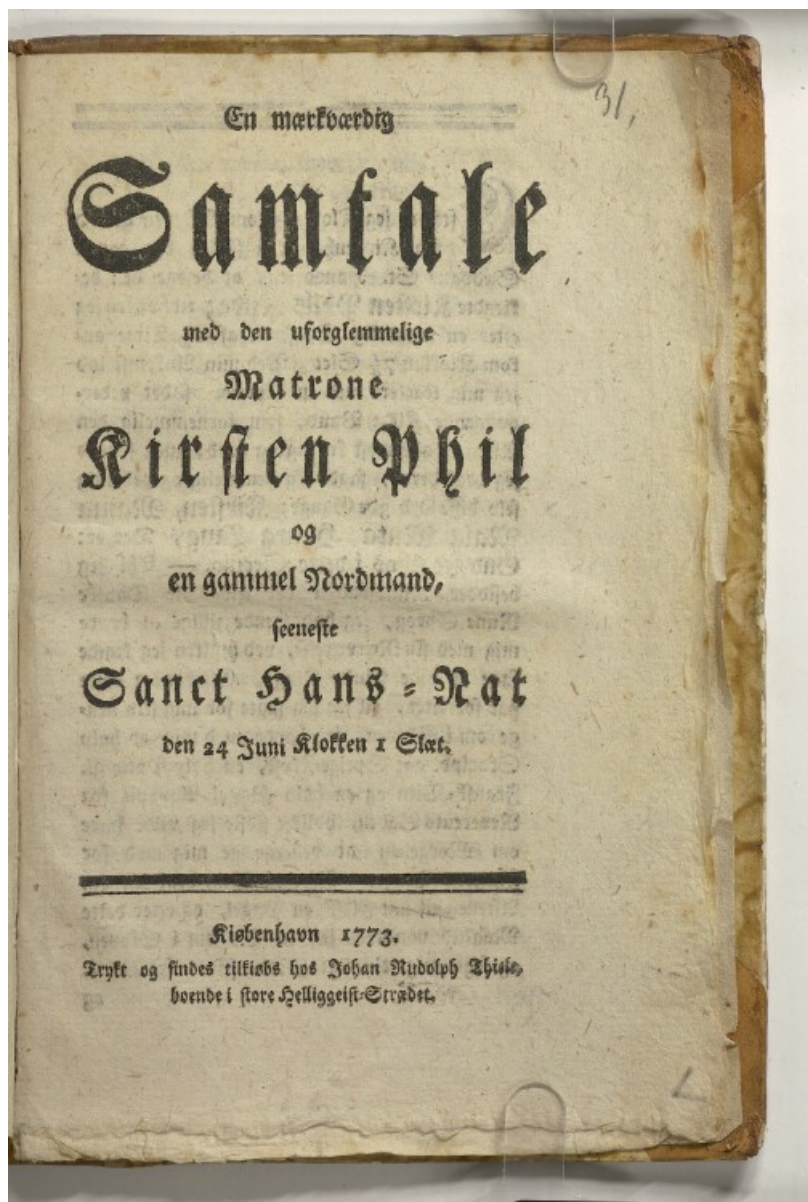 31.
En mærkværdig
Samtale
med den uforglemmelige
Matrone
Kirsten Phil
og
en gammel Nordmand,
seeneste
Sanct Hans-Nat
den 24 Juni Klokken 1 Slæt.
Kiøbenhavn 1773.
Trykt og findes tilkiøbs hos Johan Rudolph Thiele,
boende i store Helliggeist-Strædet.